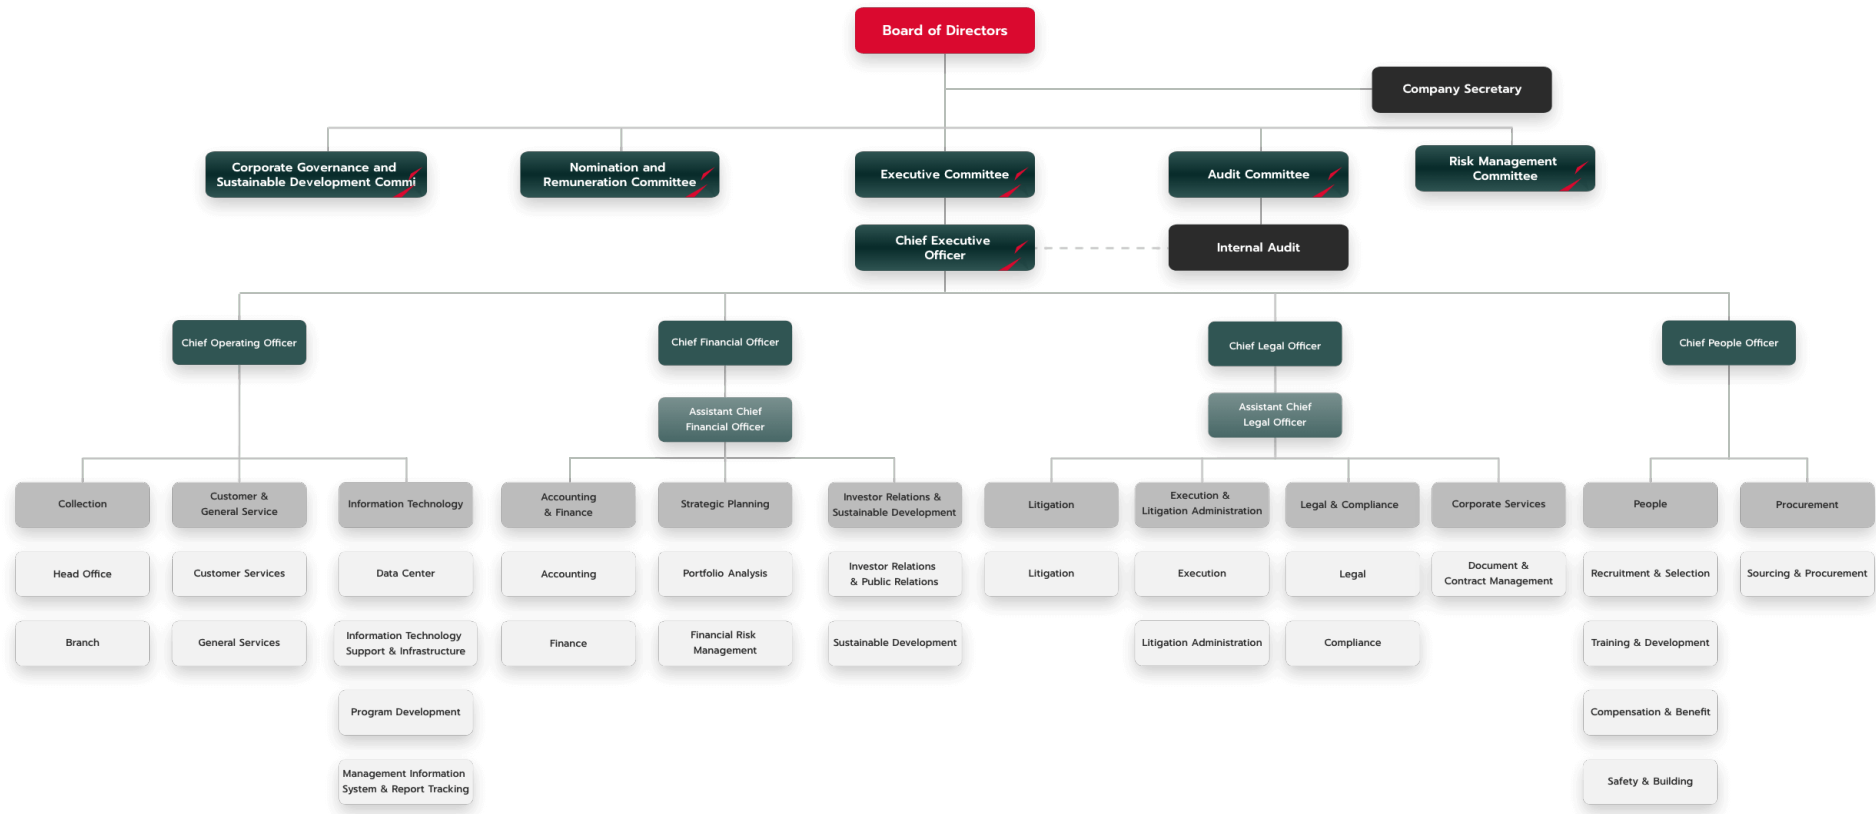 Board of Directors
Company Secretary
Corporate Governance and
Sustainable Development Commi
Nomination and
Remuneration Committee
Executive Committee
Audit Committee
Risk Management
Committee
Chief Executive
Officer
Internal Audit
Chief Operating Officer
Chief Financial Officer
Chief Legal Officer
Chief People Officer
Assistant Chief
Financial Officer
Assistant Chief
Legal Officer
Collection
Customer &
General Service
Information Technology
Accounting
& Finance
Strategic Planning
Investor Relations &
Sustainable Development
Litigation
Execution &
Litigation Administration
Legal & Compliance
Corporate Services
People
Procurement
Head Office
Customer Services
Data Center
Accounting
Portfolio Analysis
Investor Relations
& Public Relations
Litigation
Execution
Legal
Document &
Contract Management
Recruitment & Selection
Sourcing & Procurement
Branch
General Services
Information Technology
Support & Infrastructure
Finance
Financial Risk
Management
Sustainable Development
Litigation Administration
Compliance
Training & Development
Program Development
Compensation & Benefit
Management Information
System & Report Tracking
Safety & Building